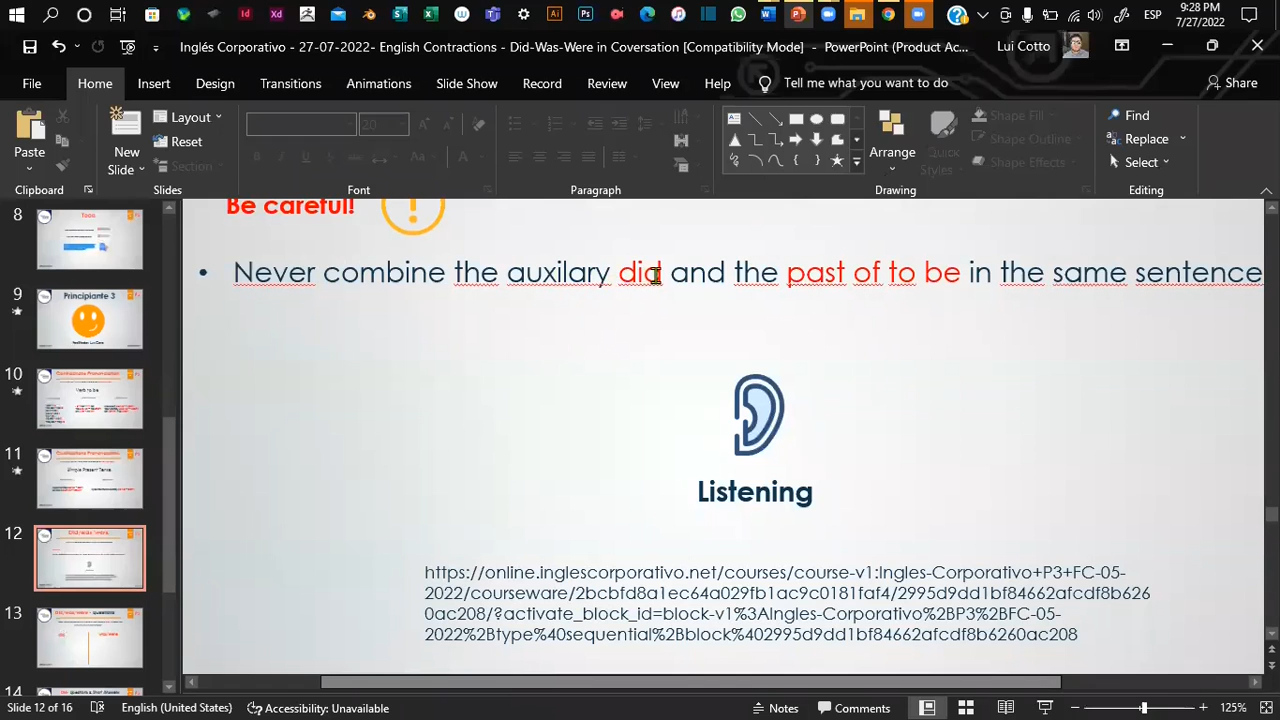 9:28 PM
ESP
7/27/2022
Inglés Corporativo - 27-07-2022- English Contractions - Did-Was-Were in Coversation [Compatibility Mode] - PowerPoint (Product Ac...
Lui Cotto
File Home Insert Design Transitions Animations Slide Show Record Review View Help Tell me what you want to do Share
Paste
New Slide
Layout
Reset
Section
20
Arrange
Quick Styles
Shape Fill
Shape Outline
Shape Effects
Find
Replace
Select
Clipboard Slides Font Paragraph Drawing Editing
Be careful!
• Never combine the auxilary did and the past of to be in the same sentence
Listening
https://online.inglescorporativo.net/courses/course-v1:Ingles-Corporativo+P3+FC-05-
2022/courseware/2bcbfd8a1ec64a029fb1ac9c0181faf4/2995d9dd1bf84662afcdf8b626
0ac208/?activate_block_id=block-v1%3AIngles-Corporativo%2BP3%2BFC-05-
2022%2Btype%40sequential%2Bblock%402995d9dd1bf84662afcdf8b6260ac208
8
9
Principiante 3
10
Verb to be
11
Simple Present Tense
12
13
14
Slide 12 of 16 English (United States) Accessibility: Unavailable Notes Comments 125%